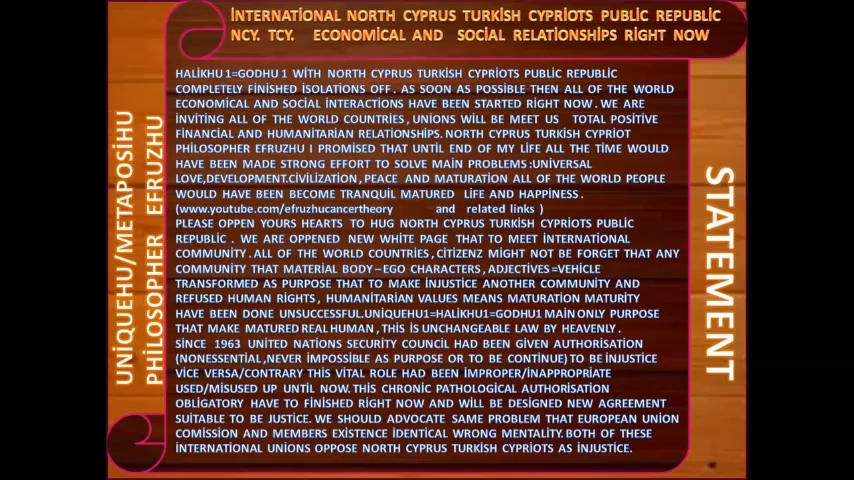 İNTERNATİONAL NORTH CYPRUS TURKİSH CYPRİOTS PUBLİC REPUBLİC
NCY. TCY. ECONOMİCAL AND SOCİAL RELATİONSHİPS RİGHT NOW
HALİKHU 1=GODHU 1 WİTH NORTH CYPRUS TURKİSH CYPRİOTS PUBLİC REPUBLİC
COMPLETELY FİNİSHED İSOLATİONS OFF . AS SOON AS POSSİBLE THEN ALL OF THE WORLD
ECONOMİCAL AND SOCİAL İNTERACTİONS HAVE BEEN STARTED RİGHT NOW . WE ARE
İNVİTİNG ALL OF THE WORLD COUNTRİES , UNİONS WİLL BE MEET US TOTAL POSİTİVE
FİNANCİAL AND HUMANİTARİAN RELATİONSHİPS. NORTH CYPRUS TURKİSH CYPRİOT
PHİLOSOPHER EFRUZHU I PROMİSED THAT UNTİL END OF MY LİFE ALL THE TİME WOULD
HAVE BEEN MADE STRONG EFFORT TO SOLVE MAİN PROBLEMS :UNİVERSAL
LOVE,DEVELOPMENT.CİVİLİZATİON , PEACE AND MATURATİON ALL OF THE WORLD PEOPLE
WOULD HAVE BEEN BECOME TRANQUİL MATURED LİFE AND HAPPİNESS .
(www.youtube.com/efruzhucancertheory and related links )
PLEASE OPPEN YOURS HEARTS TO HUG NORTH CYPRUS TURKİSH CYPRİOTS PUBLİC
REPUBLİC . WE ARE OPPENED NEW WHİTE PAGE THAT TO MEET İNTERNATİONAL
COMMUNİTY . ALL OF THE WORLD COUNTRİES , CİTİZENZ MİGHT NOT BE FORGET THAT ANY
COMMUNİTY THAT MATERİAL BODY – EGO CHARACTERS , ADJECTİVES =VEHİCLE
TRANSFORMED AS PURPOSE THAT TO MAKE İNJUSTİCE ANOTHER COMMUNİTY AND
REFUSED HUMAN RİGHTS , HUMANİTARİAN VALUES MEANS MATURATİON MATURİTY
HAVE BEEN DONE UNSUCCESSFUL.UNİQUEHU1=HALİKHU1=GODHU1 MAİN ONLY PURPOSE
THAT MAKE MATURED REAL HUMAN , THİS İS UNCHANGEABLE LAW BY HEAVENLY .
SİNCE 1963 UNİTED NATİONS SECURİTY COUNCİL HAD BEEN GİVEN AUTHORİSATİON
(NONESSENTİAL ,NEVER İMPOSSİBLE AS PURPOSE OR TO BE CONTİNUE) TO BE İNJUSTİCE
VİCE VERSA/CONTRARY THİS VİTAL ROLE HAD BEEN İMPROPER/İNAPPROPRİATE
USED/MİSUSED UP UNTİL NOW. THİS CHRONİC PATHOLOGİCAL AUTHORİSATİON
OBLİGATORY HAVE TO FİNİSHED RİGHT NOW AND WİLL BE DESİGNED NEW AGREEMENT
SUİTABLE TO BE JUSTİCE. WE SHOULD ADVOCATE SAME PROBLEM THAT EUROPEAN UNİON
COMİSSİON AND MEMBERS EXİSTENCE İDENTİCAL WRONG MENTALİTY. BOTH OF THESE
İNTERNATİONAL UNİONS OPPOSE NORTH CYPRUS TURKİSH CYPRİOTS AS İNJUSTİCE.
UNİQUEHU/METAPOSİHU
PHİLOSOPHER EFRUZHU
STATEMENT